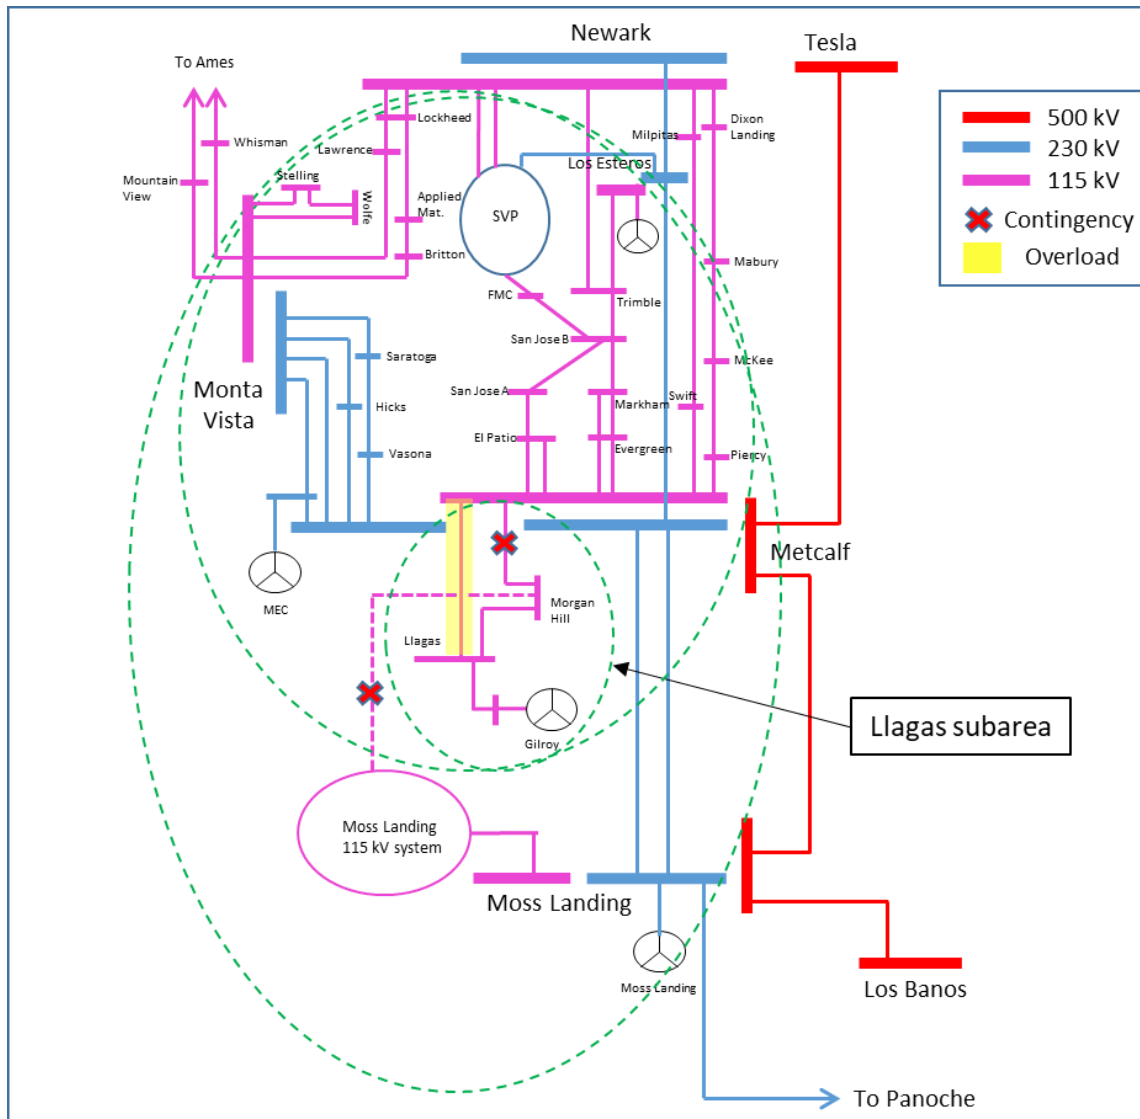 Newark
Tesla
To Ames
Lockheed
Dixon
Landing
Milpitas
Whisman
Lawrence
Los Esteros
Stelling
Mountain
View
Wolfe
Applied
Mat.
SVP
Britton
Mabury
FMC
Trimble
San Jose B
Saratoga
McKee
Monta
Vista
San Jose A
Markham
Swift
Hicks
El Patio
Evergreen
Vasona
Piercy
Metcalf
MEC
Morgan
Hill
Llagas
Gilroy
Llagas subarea
Moss Landing
115 kV system
Moss Landing
Moss Landing
Los Banos
To Panoche
500 kV
230 kV
115 kV
Contingency
Overload